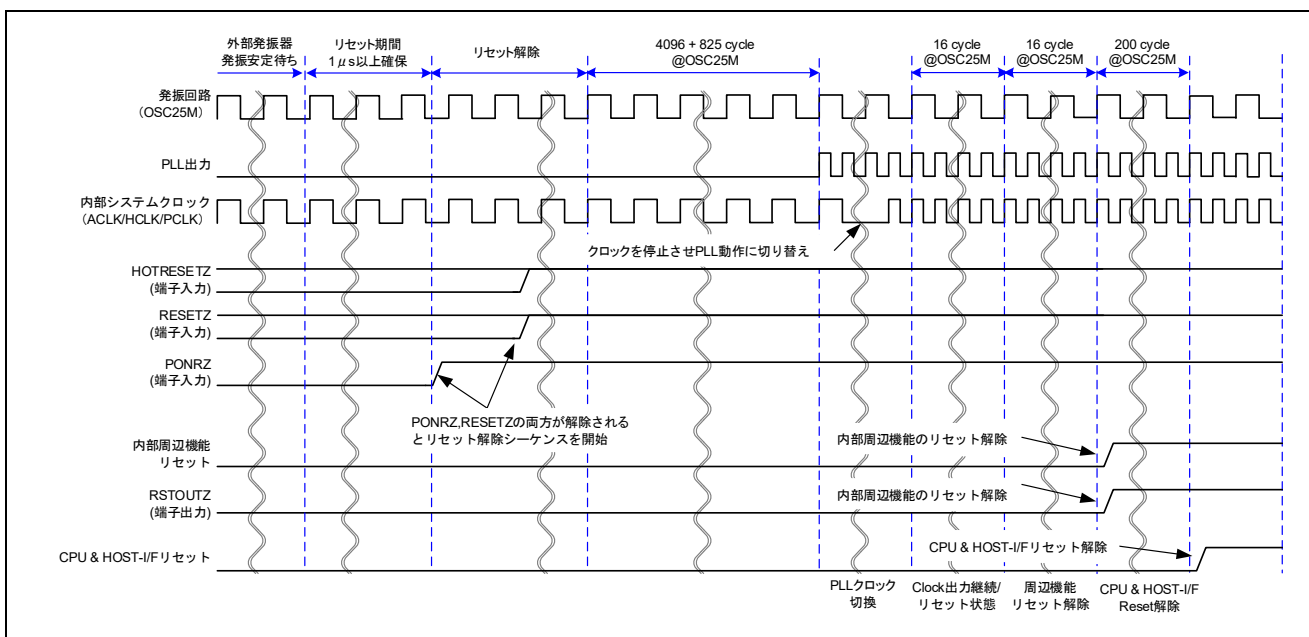 外部発振器
発振安定待ち
リセット期間
1μs以上確保
リセット解除
4096 + 825 cycle
@OSC25M
16 cycle
@OSC25M
16 cycle
@OSC25M
200 cycle
@OSC25M
発振回路
(OSC25M)
PLL出力
内部システムクロック
(ACLK/HCLK/PCLK)
クロックを停止させPLL動作に切り替え
HOTRESETZ
(端子入力)
RESETZ
(端子入力)
PONRZ
(端子入力)
PONRZ,RESETZの両方が解除される
とリセット解除シーケンスを開始
内部周辺機能
リセット
内部周辺機能のリセット解除
RSTOUTZ
(端子出力)
内部周辺機能のリセット解除
CPU & HOST-I/Fリセット
CPU & HOST-I/Fリセット解除
PLLクロック
切換
Clock出力継続/
リセット状態
周辺機能
リセット解除
CPU & HOST-I/F
Reset解除